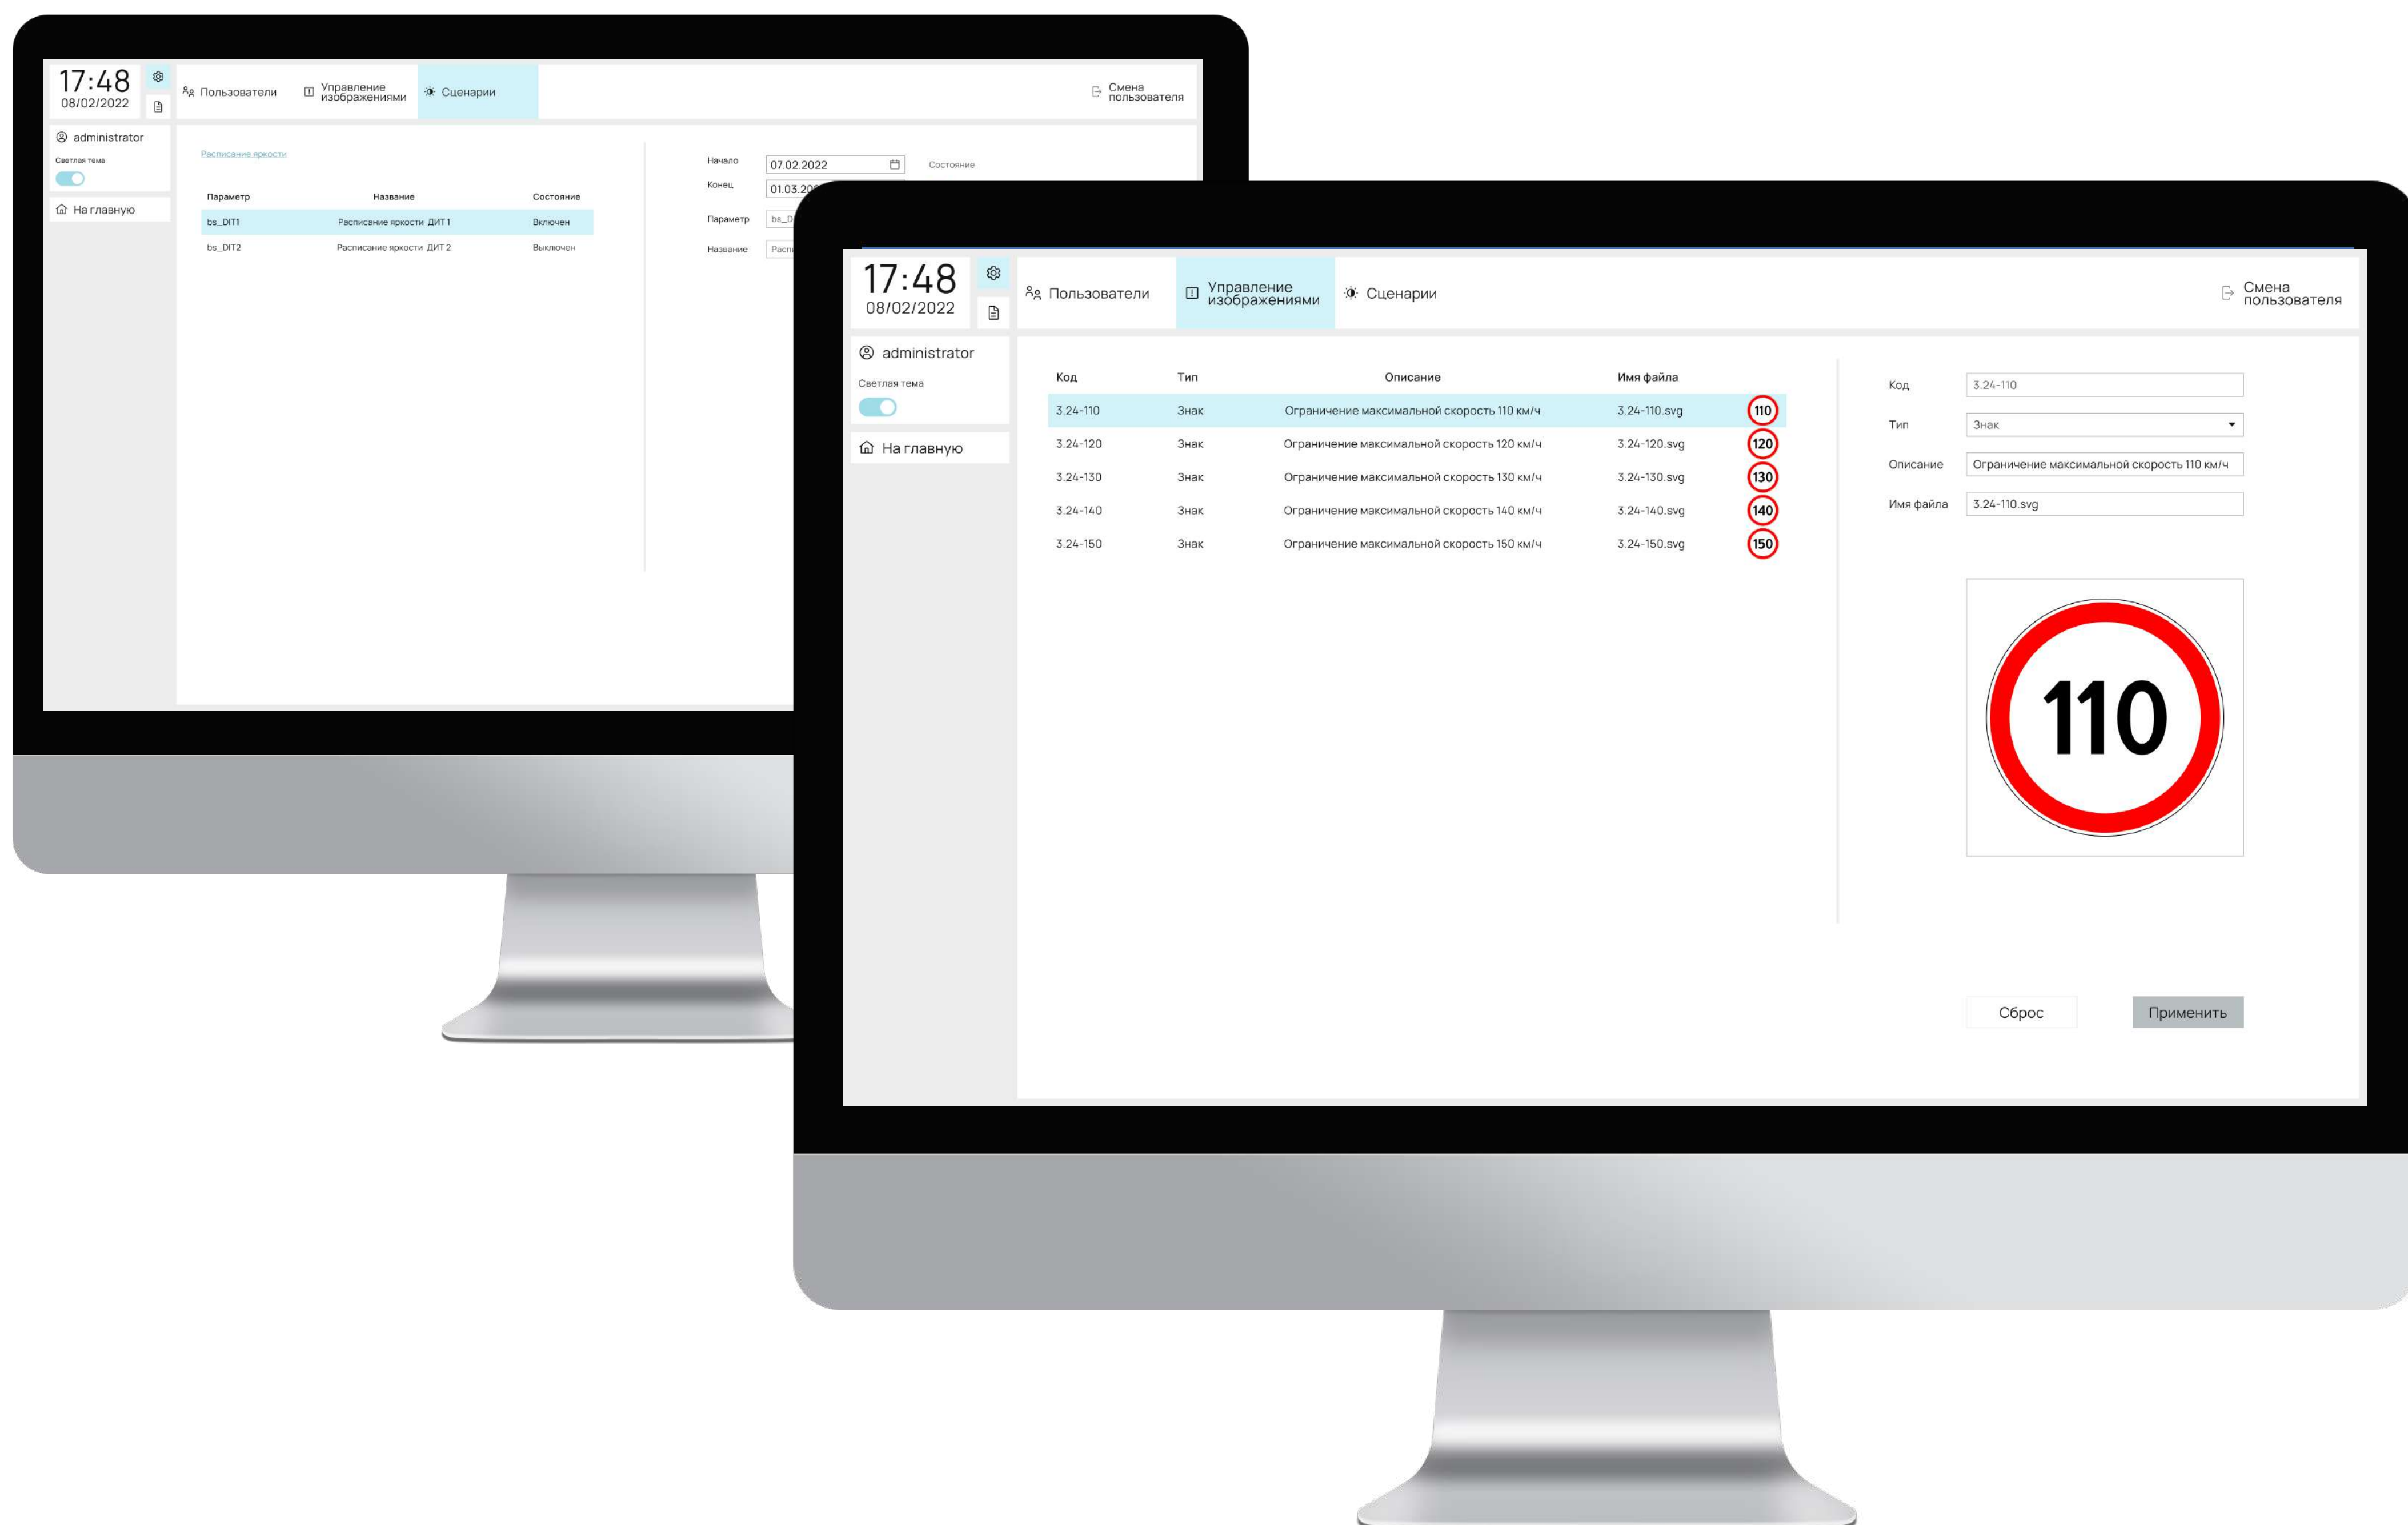 17:48
08/02/2022
Пользователи
Управление
изображениями
Сценарии
Смена
пользователя
administrator
Светлая тема
На главную
Расписание яркости
Параметр Название Состояние
bs_DIT1 Расписание яркости ДИТ 1 Включен
bs_DIT2 Расписание яркости ДИТ 2 Выключен
Начало 07.02.2022 Состояние
Конец 01.03.20
Параметр bs_D
Название
17:48
08/02/2022
Пользователи
Управление
изображениями
Сценарии
Смена
пользователя
administrator
Светлая тема
На главную
Код Тип Описание Имя файла
3.24-110 Знак Ограничение максимальной скорость 110 км/ч 3.24-110.svg 110
3.24-120 Знак Ограничение максимальной скорость 120 км/ч 3.24-120.svg 120
3.24-130 Знак Ограничение максимальной скорость 130 км/ч 3.24-130.svg 130
3.24-140 Знак Ограничение максимальной скорость 140 км/ч 3.24-140.svg 140
3.24-150 Знак Ограничение максимальной скорость 150 км/ч 3.24-150.svg 150
Код 3.24-110
Тип Знак
Описание Ограничение максимальной скорость 110 км/ч
Имя файла 3.24-110.svg
110
Сброс Применить